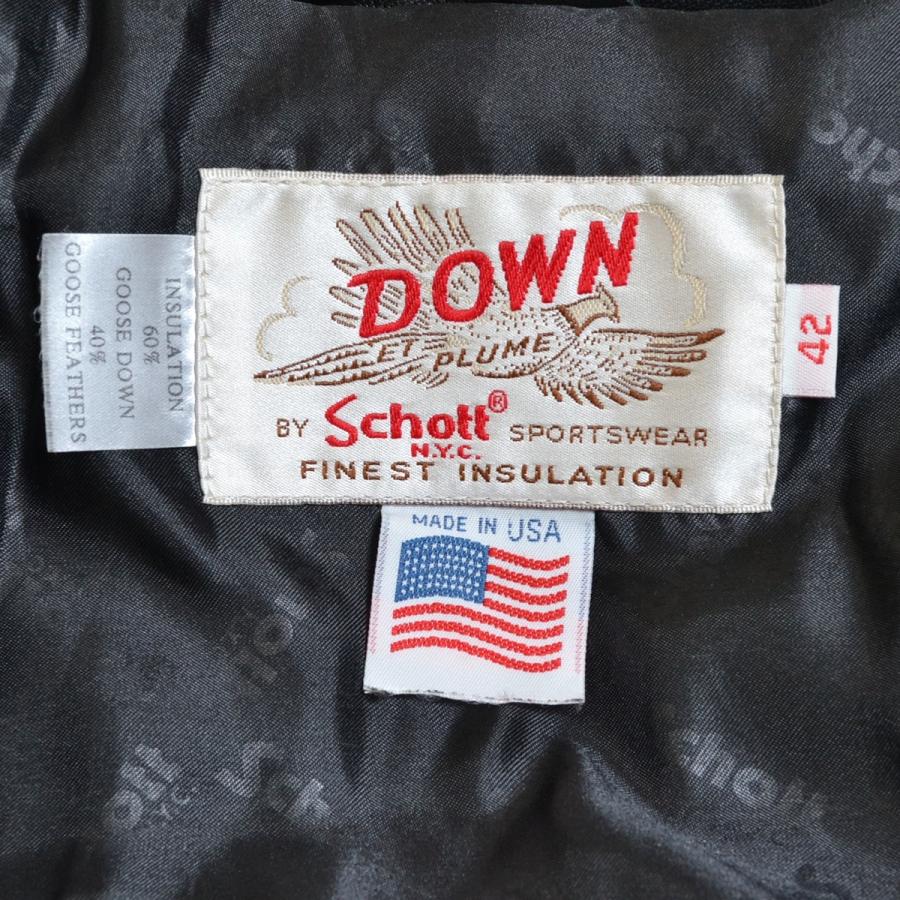 DOWN
ET PLUME
BY Schott® SPORTSWEAR
N.Y.C.
FINEST INSULATION
INSULATION
60%
GOOSE DOWN
40%
GOOSE FEATHERS
42
MADE IN USA